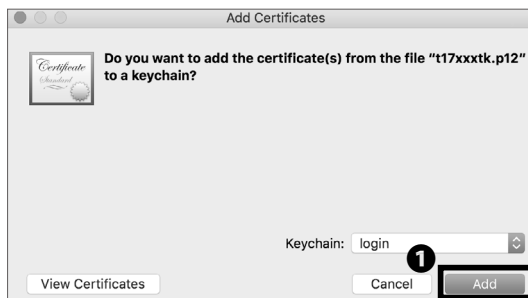 Add Certificates
Certificate
Standard
Do you want to add the certificate(s) from the file “t17xxxtk.p12”
to a keychain?
Keychain: login
1
View Certificates Cancel Add